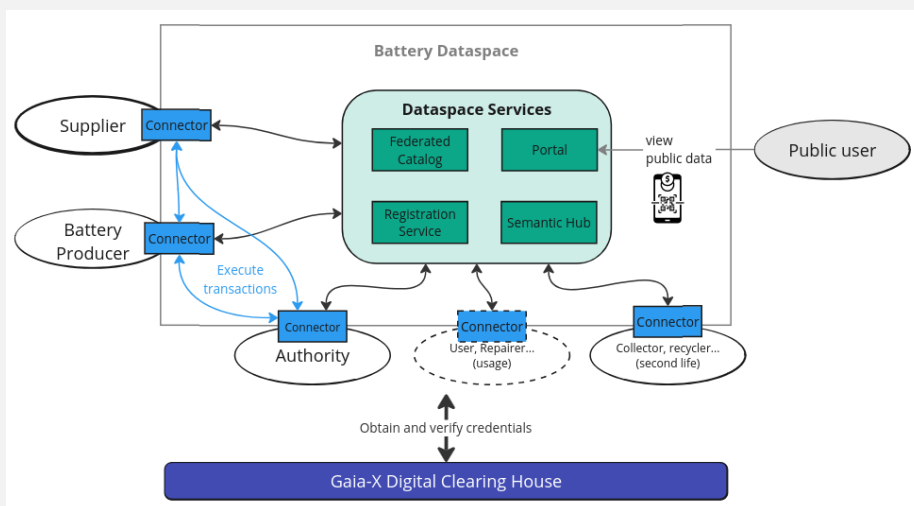 Battery Dataspace
Dataspace Services
Supplier
Connector
Federated
Catalog
Portal
view
public data
Public user
$
Registration
Service
Semantic Hub
Battery
Producer
Connector
Execute
transactions
Connector
Authority
Connector
User, Repairer...
(usage)
Connector
Collector, recycler...
(second life)
Obtain and verify credentials
Gaia-X Digital Clearing House